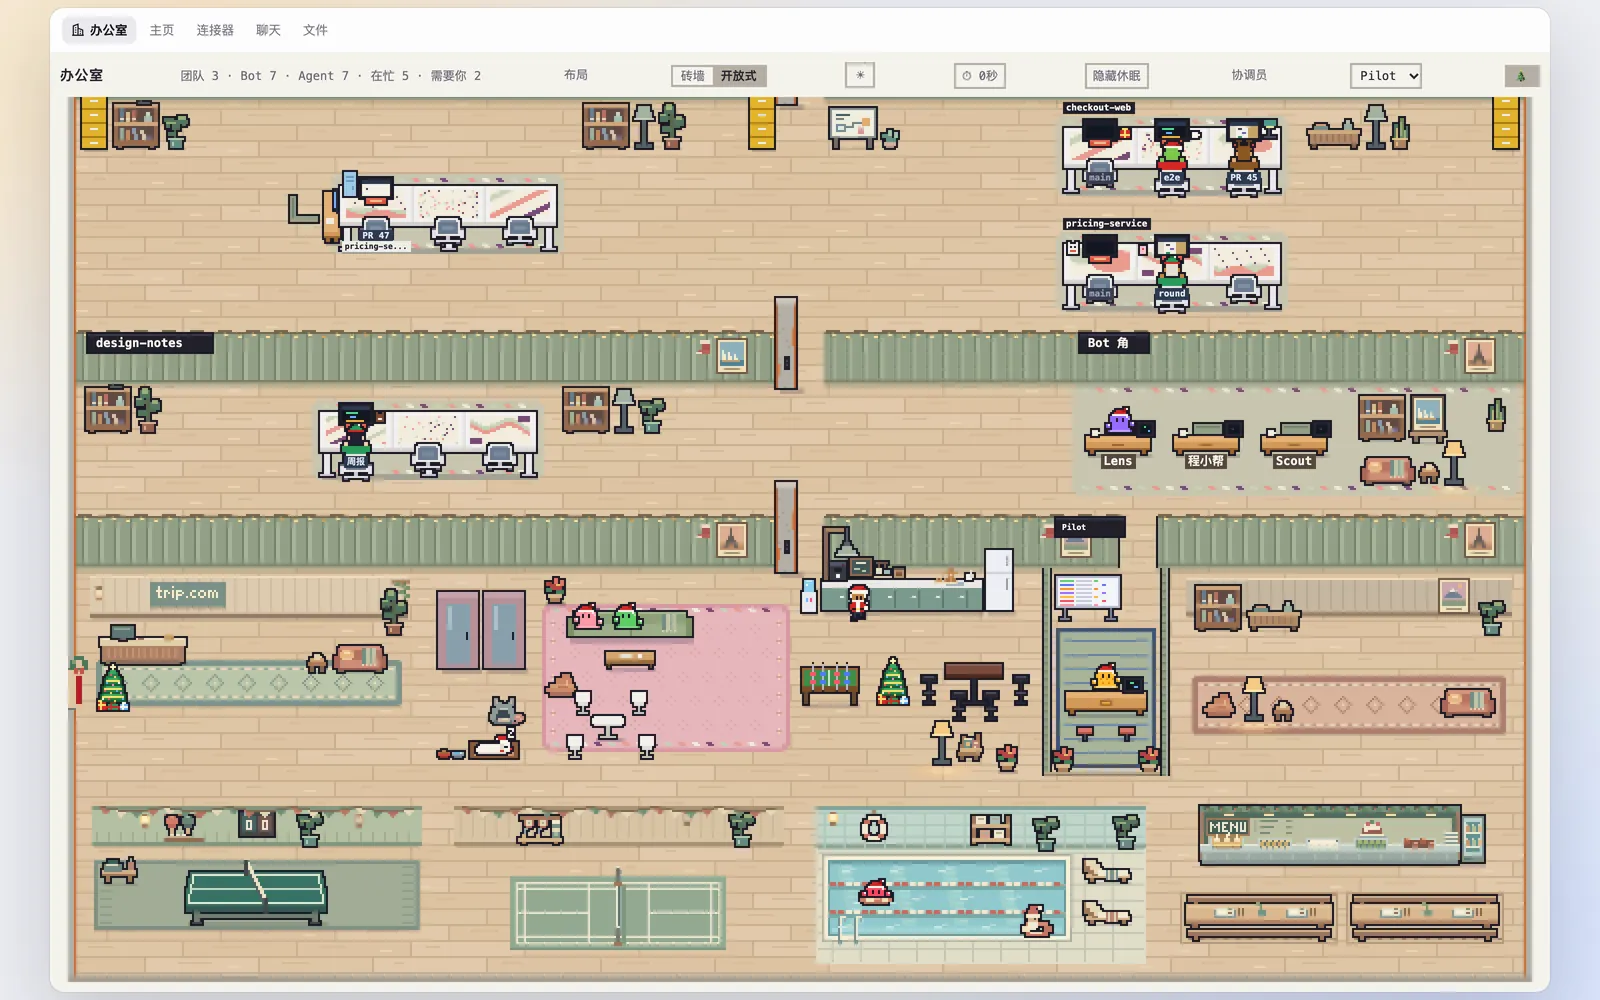 办公室 主页 连接器 聊天 文件
办公室 团队 3 · Bot 7 · Agent 7 · 在忙 5 · 需要你 2 布局 砖墙 开放式 ☀ ⏱ 0秒 隐藏休眠 协调员 Pilot
checkout-web
main e2e PR 45
PR 47
pricing-se...
pricing-service
main round
design-notes
Bot 角
周报
Lens 程小帮 Scout
Pilot
trip.com
MENU
0 0